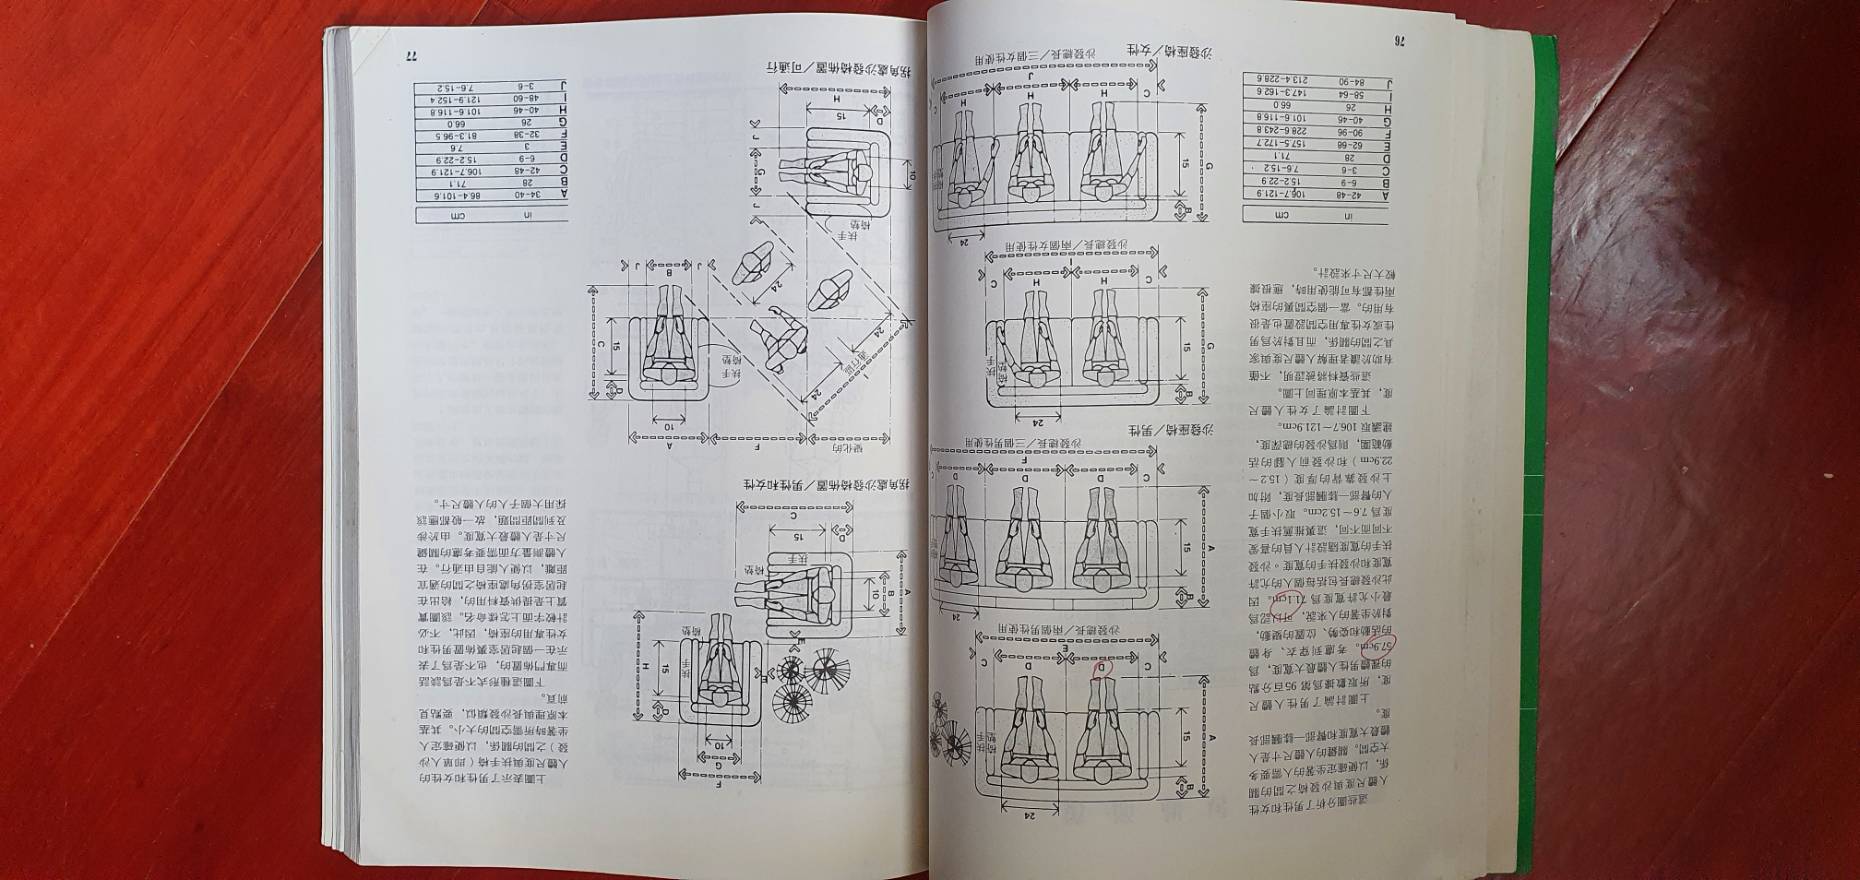 這些圖分析了男性和女性
人體尺度與沙發椅之間的關
係，以便確定坐著的人需要多
大空間。關鍵的人體尺寸是人
體最大寬度和臀部—膝膕部長
度。
上圖討論了男性人體尺
度，所取數據爲第95百分點
的裸體男性人體最大寬度，爲
57.9cm。考慮到穿衣、身體
的活動和姿勢、位置的變動，
對於坐著的人來說，可以認爲
最小允許寬度爲71.1cm。因
此沙發總長包括每個人的允許
寬度和沙發扶手的寬度。沙發
扶手的寬度隨設計人員的喜愛
不同而不同，這裏推薦扶手寬
度爲7.6～15.2cm。取小個子
人的臀部—膝膕部長度，附加
上沙發靠背的厚度（15.2～
22.9cm）和沙發前人腳的活
動範圍，則爲沙發的總深度，
建議取106.7～121.9cm。
下圖討論了女性人體尺
度，其基本原理同上圖。
這些資料將被證明，不僅
有助於讀者理解人體尺度與家
具之間的關係，而且對於爲男
性或女性專用空間設置也是很
有用的。當一個空間裏的座椅
兩性都有可能使用時，應根據
較大尺寸來設計。
in cm
A 42-48 106.7-121.9
B 6-9 15.2-22.9
C 3-6 7.6-15.2
D 28 71.1
E 62-68 157.5-172.7
F 90-96 228.6-243.8
G 40-46 101.6-116.8
H 26 66.0
I 58-64 147.3-162.6
J 84-90 213.4-228.6
76
24
A B 15
椅墊 扶手
C D D C
E
沙發總長／兩個男性使用
24
A B 15
C D D D C
F
沙發總長／三個男性使用
沙發座椅／男性
24
G B 15
椅墊 扶手
C H H C
I
沙發總長／兩個女性使用
24
G B 15
C H H H C
J
沙發總長／三個女性使用
沙發座椅／女性
F
G
10
D 15 H
扶手
椅墊
E
E
A B 10
椅墊
扶手
D 15
C
拐角處沙發椅佈置／男性和女性
變化的 F A
10
24
I
通行區
24
扶手
椅墊
D 15 C
24
J B J
扶手
椅墊
10
J G J
D 15
H
拐角處沙發椅佈置／可通行
上圖表示了男性和女性的
人體尺度與扶手椅（即單人沙
發）之間的關係，以便確定人
坐著時所需空間的大小。其基
本原理與長沙發類似，要點見
前頁。
下圖這種形式不是爲談話
而專門佈置的，也不是爲了表
示在一個起居室裏佈置男性和
女性專用的座椅，因此，不必
計較字面上怎樣命名。該圖實
質上是提供資料用的，給出在
起居室拐角處座椅之間的適宜
距離，以便人能自由通行。在
人體測量方面需要考慮的關鍵
尺寸是人體最大寬度。由於涉
及到間距問題，故一般都應該
採用大個子人的人體尺寸。
in cm
A 34-40 86.4-101.6
B 28 71.1
C 42-48 106.7-121.9
D 6-9 15.2-22.9
E 3 7.6
F 32-38 81.3-96.5
G 26 66.0
H 40-46 101.6-116.8
I 48-60 121.9-152.4
J 3-6 7.6-15.2
77